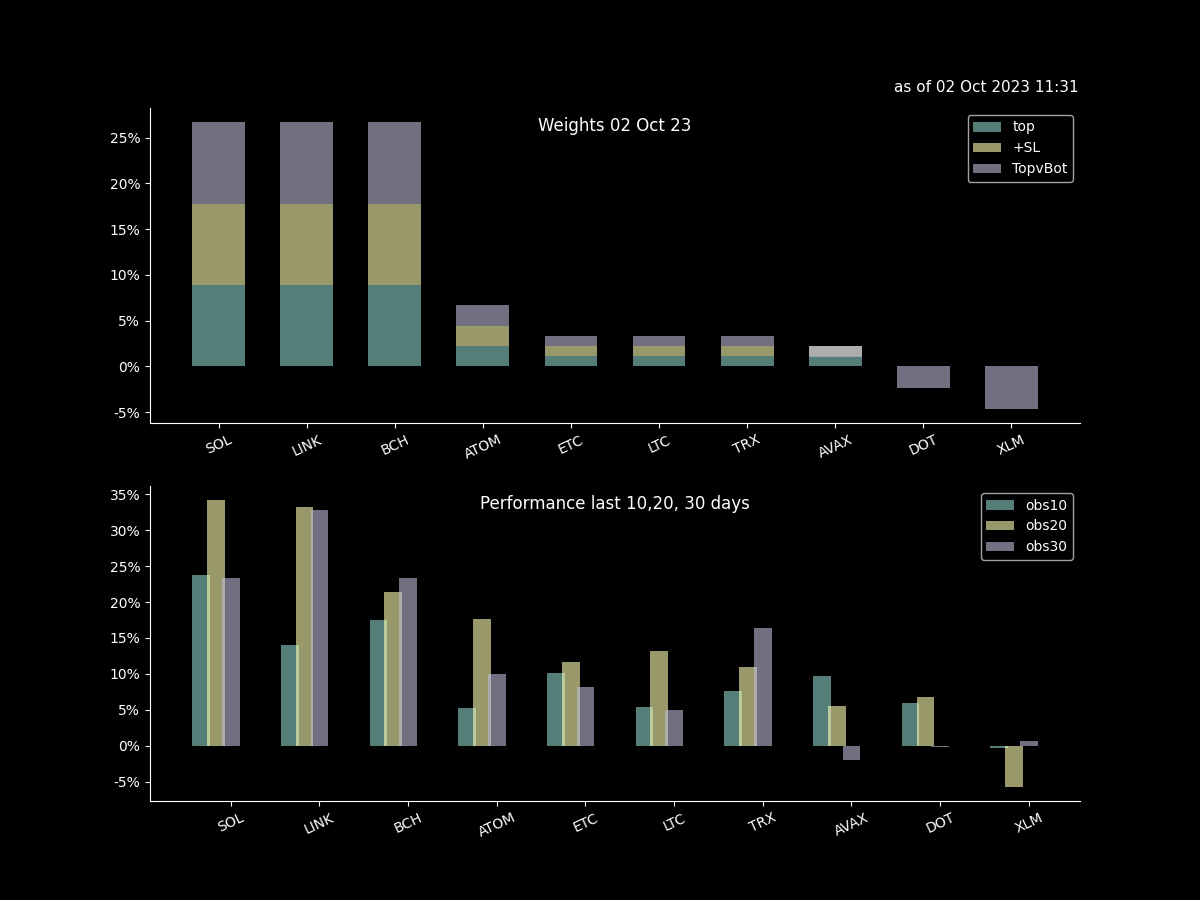 as of 02 Oct 2023 11:31
Weights 02 Oct 23
top
+SL
TopvBot
25%
20%
15%
10%
5%
0%
-5%
SOL LINK BCH ATOM ETC LTC TRX AVAX DOT XLM
Performance last 10,20, 30 days
obs10
obs20
obs30
35%
30%
25%
20%
15%
10%
5%
0%
-5%
SOL LINK BCH ATOM ETC LTC TRX AVAX DOT XLM